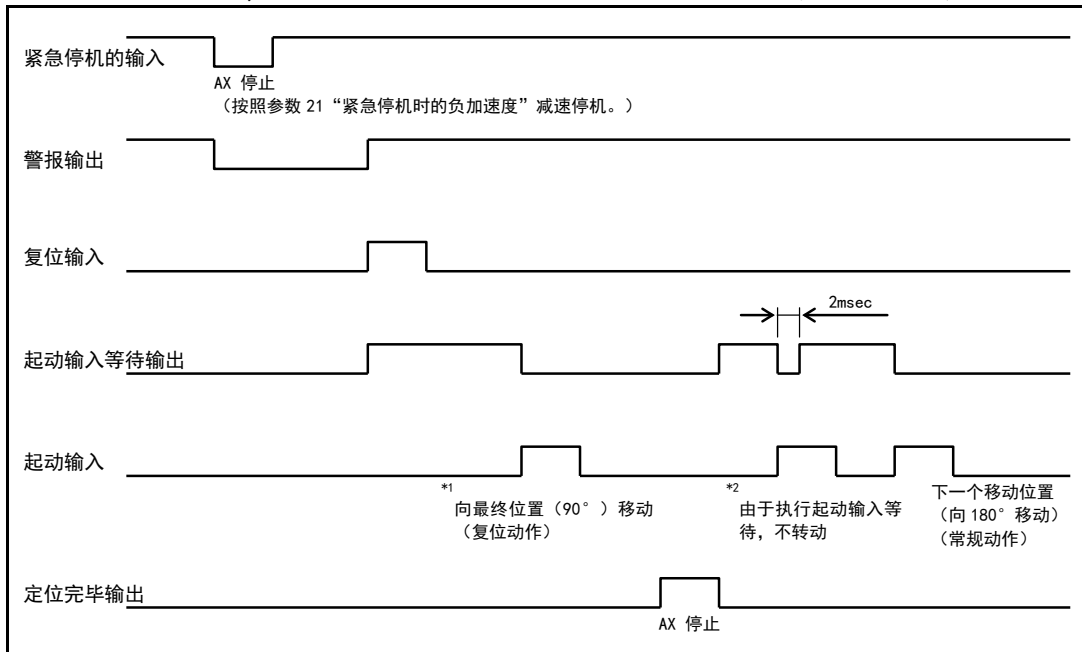 紧急停机的输入
AX 停止
（按照参数 21“紧急停机时的负加速度”减速停机。）
警报输出
复位输入
2msec
起动输入等待输出
起动输入
*1
向最终位置（90°）移动
（复位动作）
*2
由于执行起动输入等
待，不转动
下一个移动位置
（向 180°移动）
（常规动作）
定位完毕输出
AX 停止